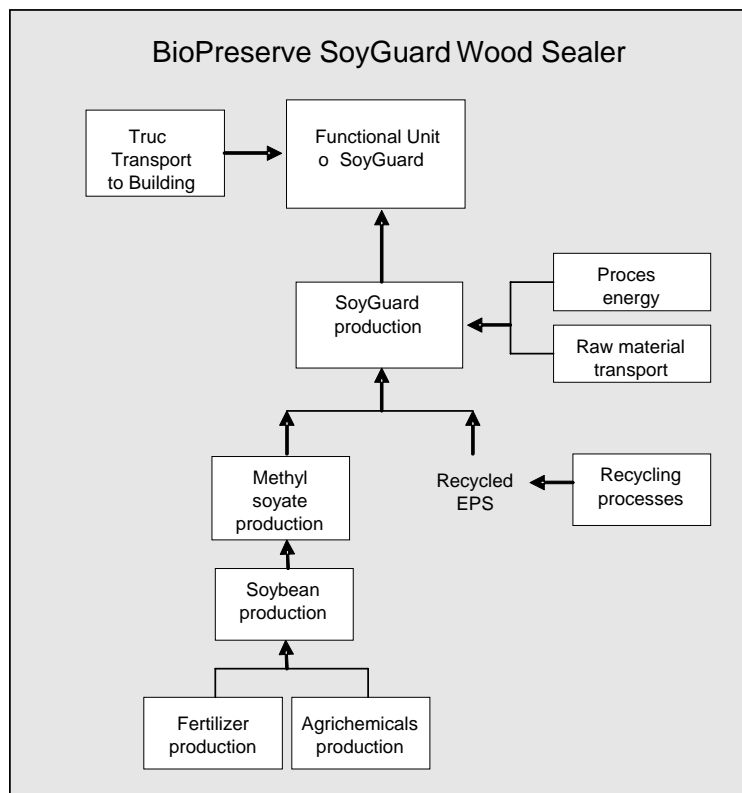 BioPreserve SoyGuard Wood Sealer
Truc
Transport
to Building
Functional Unit
o SoyGuard
SoyGuard
production
Proces
energy
Raw material
transport
Methyl
soyate
production
Recycled
EPS
Recycling
processes
Soybean
production
Fertilizer
production
Agrichemicals
production